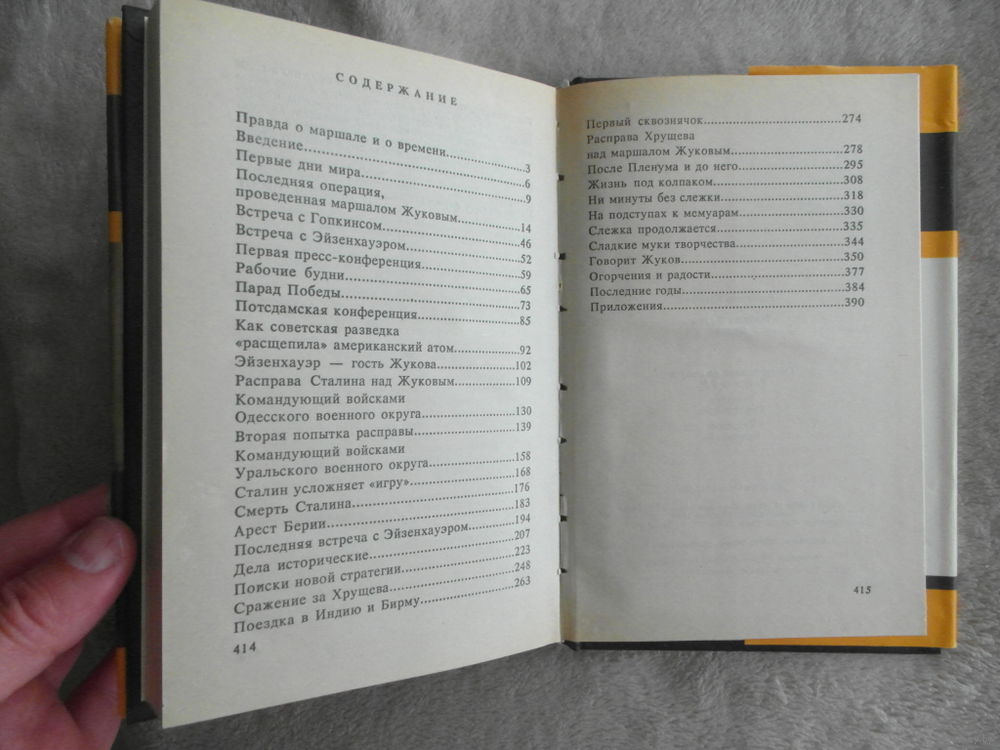 СОДЕРЖАНИЕ
Правда о маршале и о времени 3
Введение 6
Первые дни мира 9
Последняя операция,
проведенная маршалом Жуковым 14
Встреча с Гопкинсом 46
Встреча с Эйзенхауэром 52
Первая пресс-конференция 59
Рабочие будни 65
Парад Победы 73
Потсдамская конференция 85
Как советская разведка
«расщепила» американский атом 92
Эйзенхауэр — гость Жукова 102
Расправа Сталина над Жуковым 109
Командующий войсками
Одесского военного округа 130
Вторая попытка расправы 139
Командующий войсками
Уральского военного округа 158
Сталин усложняет «игру» 168
Смерть Сталина 176
Арест Берии 183
Последняя встреча с Эйзенхауэром 194
Дела исторические 207
Поиски новой стратегии 223
Сражение за Хрущева 248
Поездка в Индию и Бирму 263
414
Первый сквознячок 274
Расправа Хрущева
над маршалом Жуковым 278
После Пленума и до него 295
Жизнь под колпаком 308
Ни минуты без слежки 318
На подступах к мемуарам 330
Слежка продолжается 335
Сладкие муки творчества 344
Говорит Жуков 350
Огорчения и радости 377
Последние годы 384
Приложения 390
415